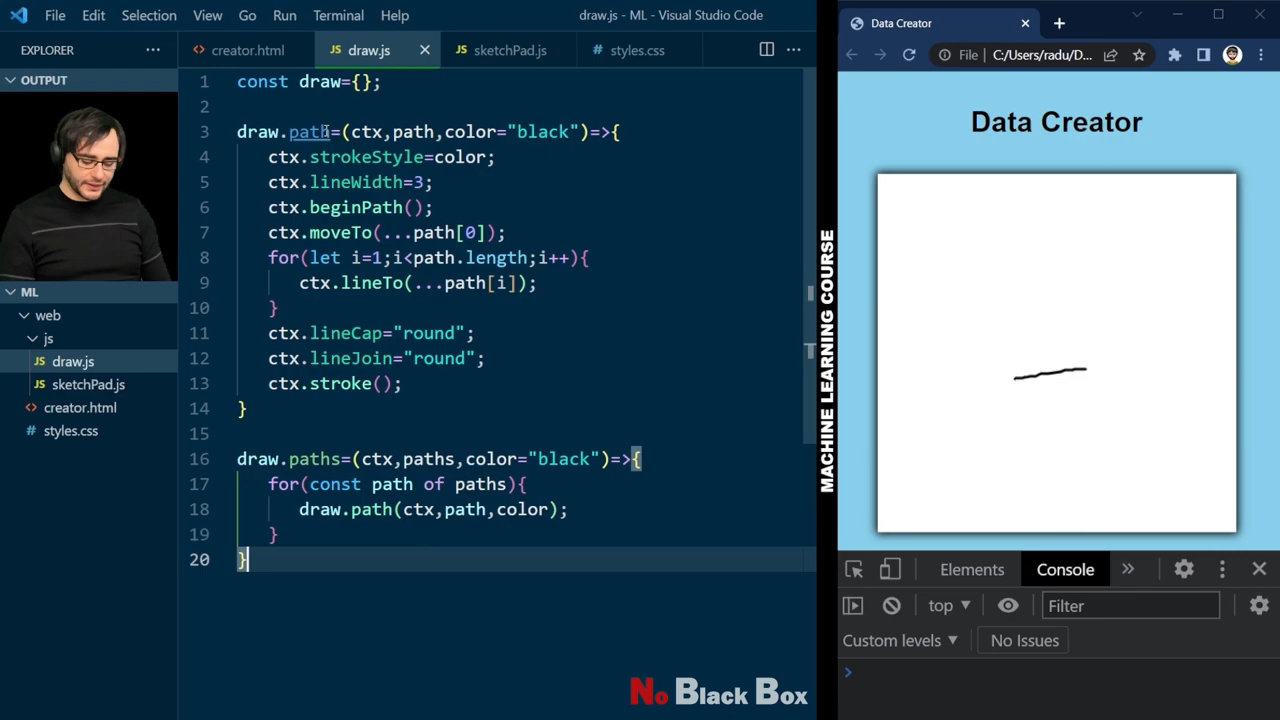 File Edit Selection View Go Run Terminal Help
draw.js - ML - Visual Studio Code
EXPLORER
OUTPUT
ML
web
js
JS draw.js
JS sketchPad.js
<> creator.html
# styles.css
<> creator.html
JS draw.js
JS sketchPad.js
# styles.css
1 const draw={};
2
3 draw.path=(ctx,path,color="black")=>{
4 ctx.strokeStyle=color;
5 ctx.lineWidth=3;
6 ctx.beginPath();
7 ctx.moveTo(...path[0]);
8 for(let i=1;i<path.length;i++){
9 ctx.lineTo(...path[i]);
10 }
11 ctx.lineCap="round";
12 ctx.lineJoin="round";
13 ctx.stroke();
14 }
15
16 draw.paths=(ctx,paths,color="black")=>{
17 for(const path of paths){
18 draw.path(ctx,path,color);
19 }
20 }
No Black Box
MACHINE LEARNING COURSE
Data Creator
File C:/Users/radu/D...
Data Creator
Elements Console
top Filter
Custom levels No Issues